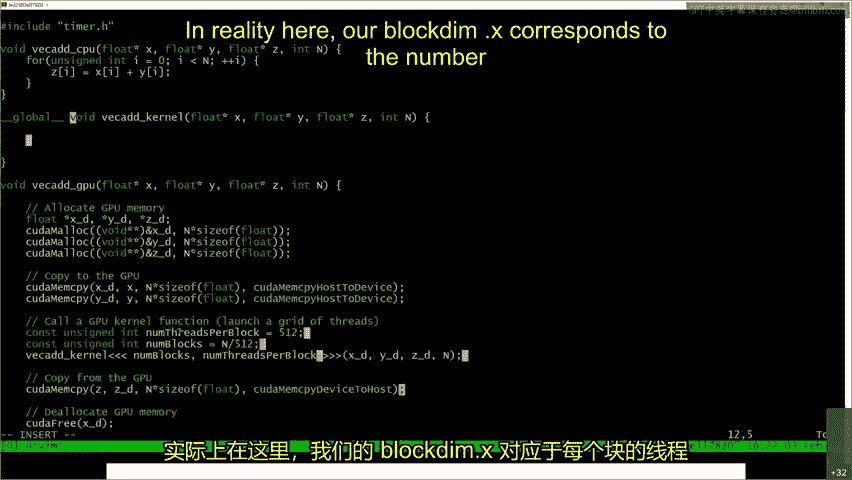 In reality here, our blockdim .x corresponds to
the number
#include "timer.h"
void vecadd_cpu(float* x, float* y, float* z, int N) {
for(unsigned int i = 0; i < N; ++i) {
z[i] = x[i] + y[i];
}
}
__global__ void vecadd_kernel(float* x, float* y, float* z, int N) {
}
void vecadd_gpu(float* x, float* y, float* z, int N) {
// Allocate GPU memory
float *x_d, *y_d, *z_d;
cudaMalloc((void**)&x_d, N*sizeof(float));
cudaMalloc((void**)&y_d, N*sizeof(float));
cudaMalloc((void**)&z_d, N*sizeof(float));
// Copy to the GPU
cudaMemcpy(x_d, x, N*sizeof(float), cudaMemcpyHostToDevice);
cudaMemcpy(y_d, y, N*sizeof(float), cudaMemcpyHostToDevice);
// Call a GPU kernel function (launch a grid of threads)
const unsigned int numThreadsPerBlock = 512;
const unsigned int numBlocks = N/512;
vecadd_kernel<<< numBlocks, numThreadsPerBlock >>>(x_d, y_d, z_d, N);
// Copy from the GPU
cudaMemcpy(z, z_d, N*sizeof(float), cudaMemcpyDeviceToHost);
// Deallocate GPU memory
cudaFree(x_d);
-- INSERT --
12,5
实际上在这里，我们的 blockdim.x 对应于每个块的线程
+32